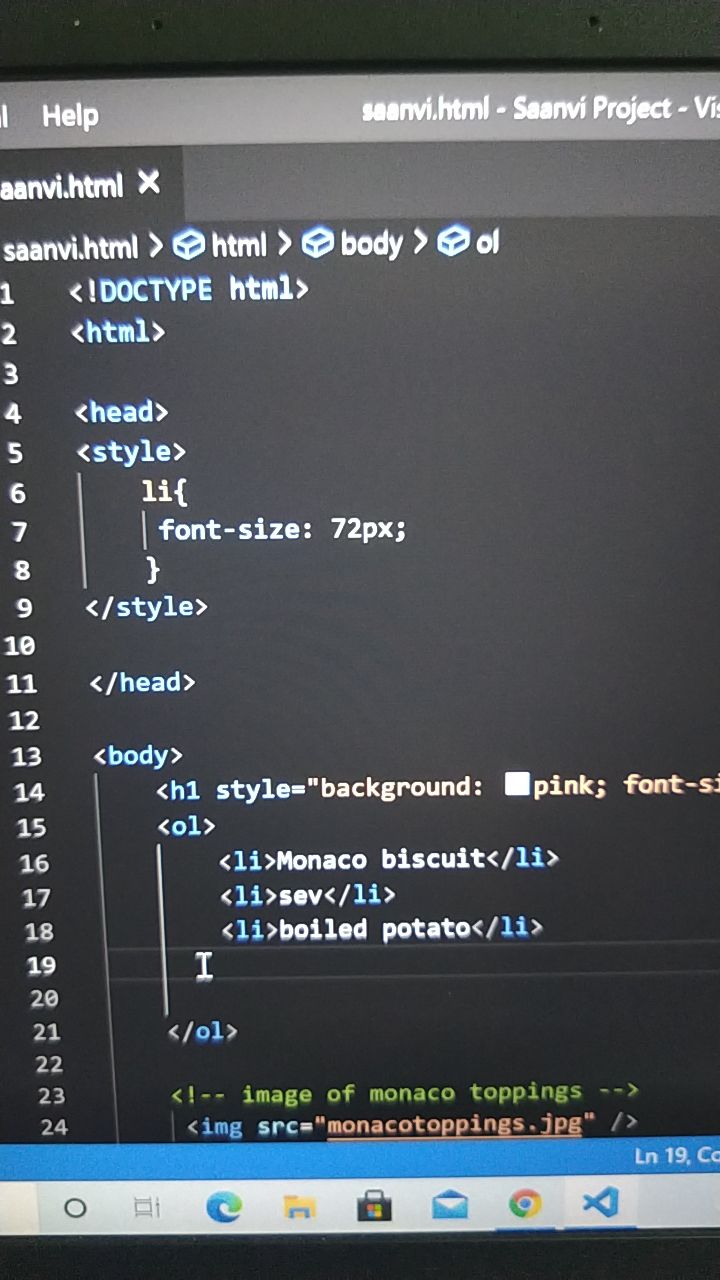 Help saanvi.html - Saanvi Project -
aanvi.html ×
saanvi.html > html > body > ol
1 <!DOCTYPE html>
2 <html>
3
4 <head>
5 <style>
6 li{
7 font-size: 72px;
8 }
9 </style>
10
11 </head>
12
13 <body>
14 <h1 style="background: pink; font-si
15 <ol>
16 <li>Monaco biscuit</li>
17 <li>sev</li>
18 <li>boiled potato</li>
19
20
21 </ol>
22
23 <!-- image of monaco toppings -->
24 <img src="monacotoppings.jpg" />
Ln 19, Co